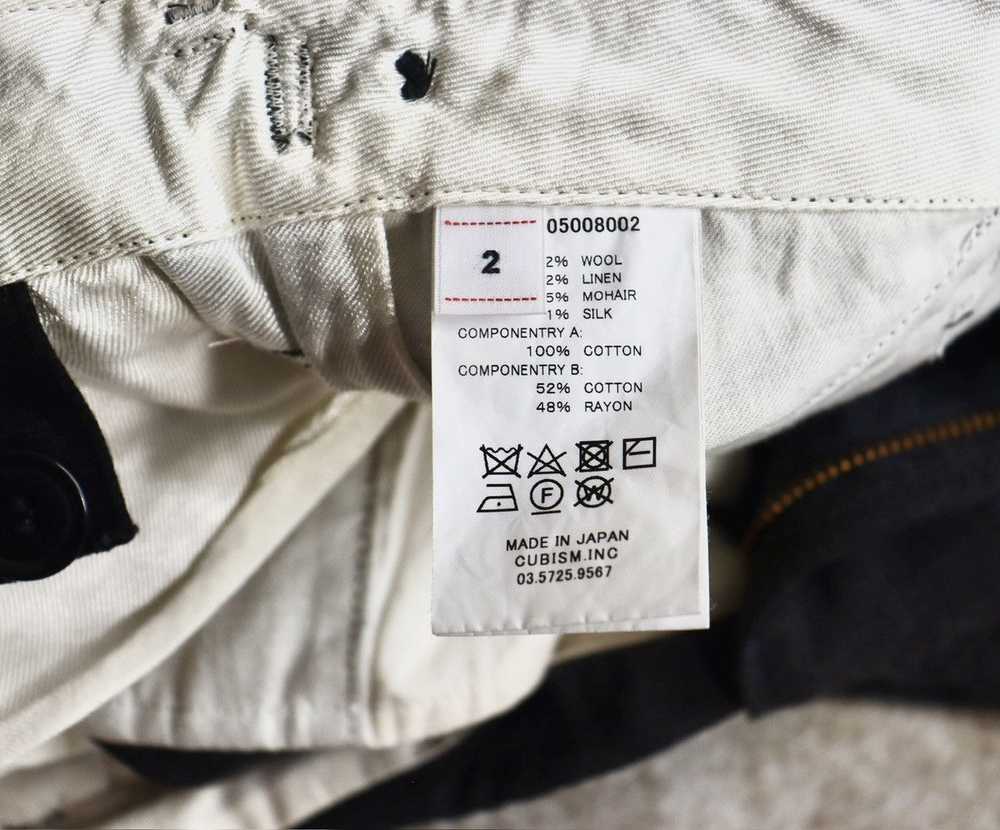 2
05008002
2% WOOL
2% LINEN
5% MOHAIR
1% SILK
COMPONENTRY A:
100% COTTON
COMPONENTRY B:
52% COTTON
48% RAYON
F
W
MADE IN JAPAN
CUBISM.INC
03.5725.9567